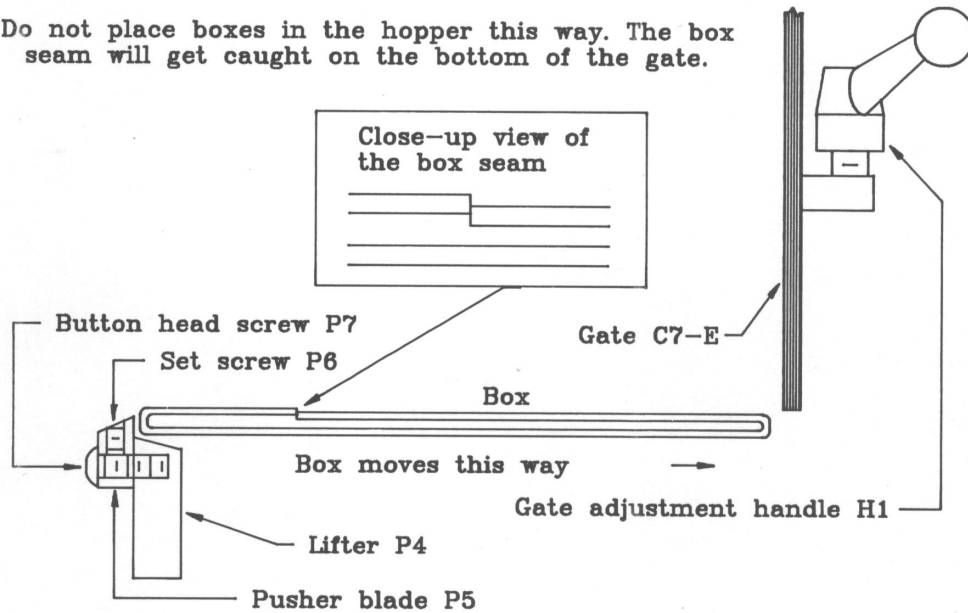 Do not place boxes in the hopper this way. The box
seam will get caught on the bottom of the gate.
Close-up view of
the box seam
Button head screw P7
Set screw P6
Gate C7-E
Box
Box moves this way
Gate adjustment handle H1
Lifter P4
Pusher blade P5